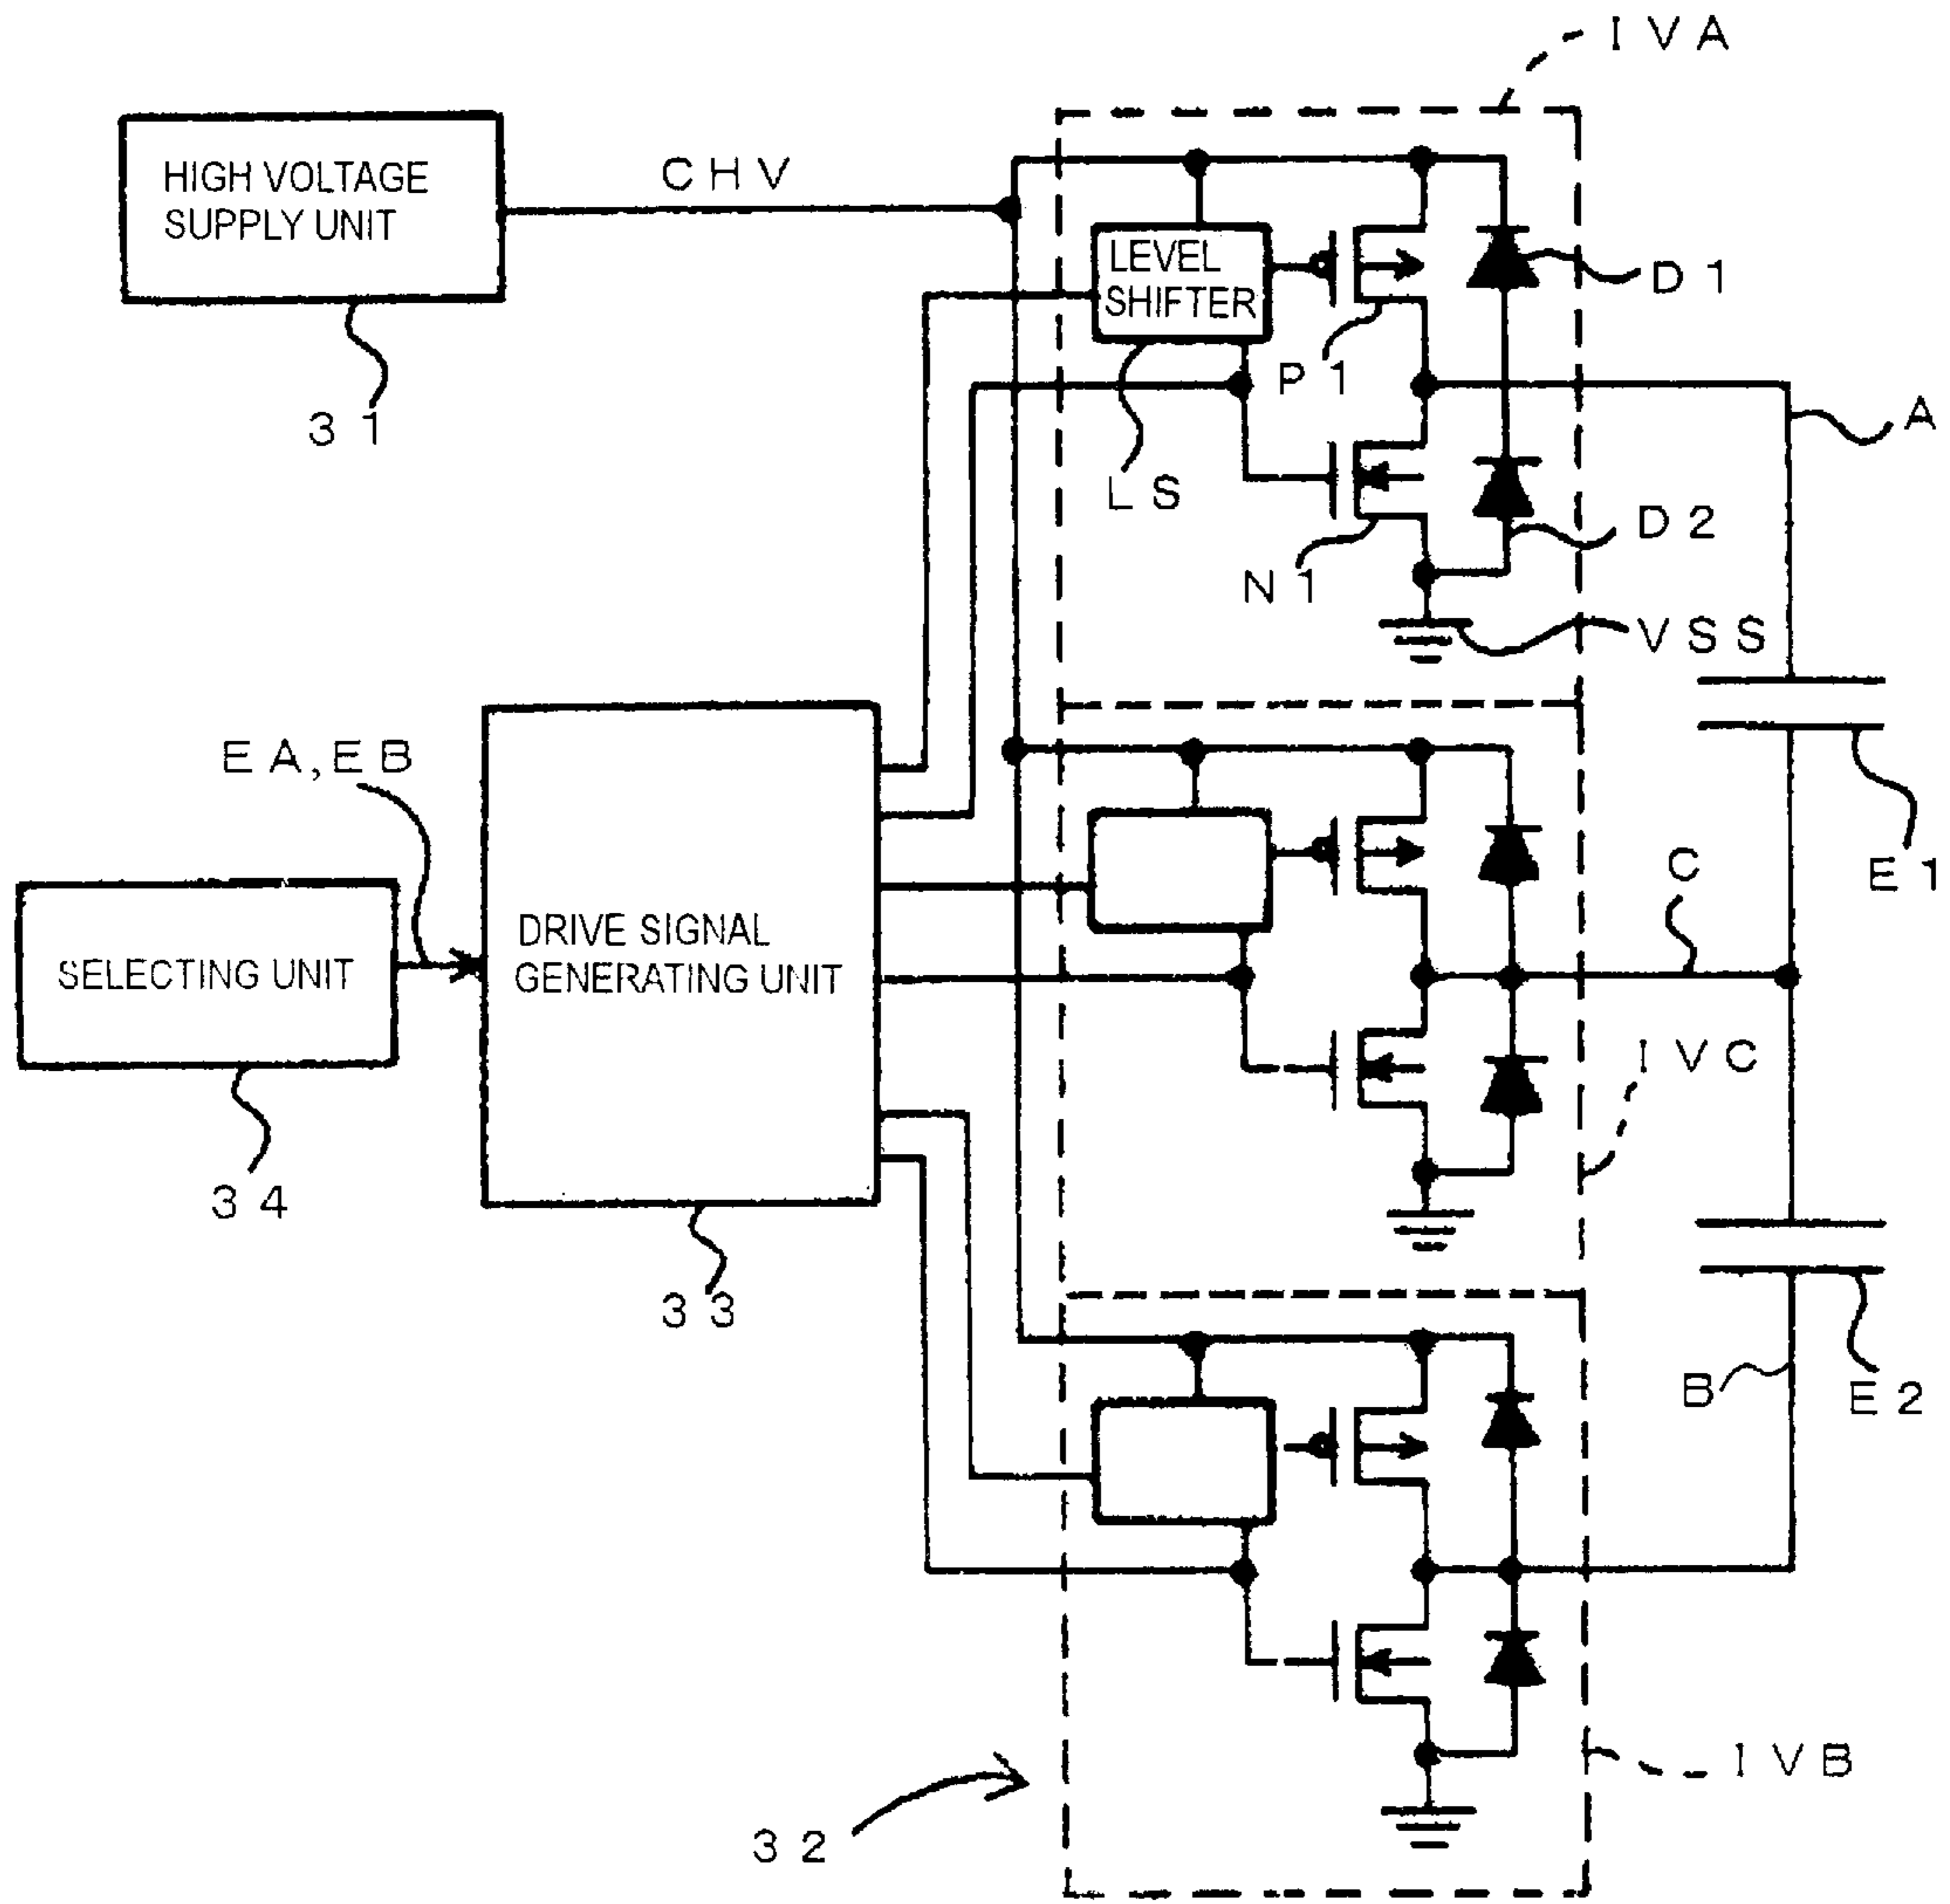 IVA
HIGH VOLTAGE
SUPPLY UNIT
CHV
LEVEL
SHIFTER
D1
P1
31
A
LS
D2
N1
VSS
EA, EB
E1
C
DRIVE SIGNAL
GENERATING UNIT
SELECTING UNIT
IVC
34
33
B
E2
IVB
32